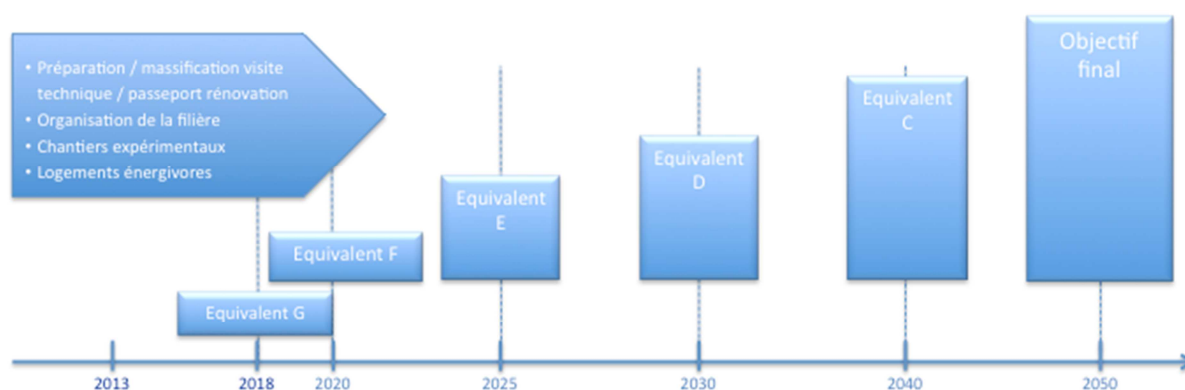 • Préparation / massification visite
technique / passeport rénovation
• Organisation de la filière
• Chantiers expérimentaux
• Logements énergivores
Equivalent G
Equivalent F
Equivalent
E
Equivalent
D
Equivalent
C
Objectif
final
2013
2018
2020
2025
2030
2040
2050